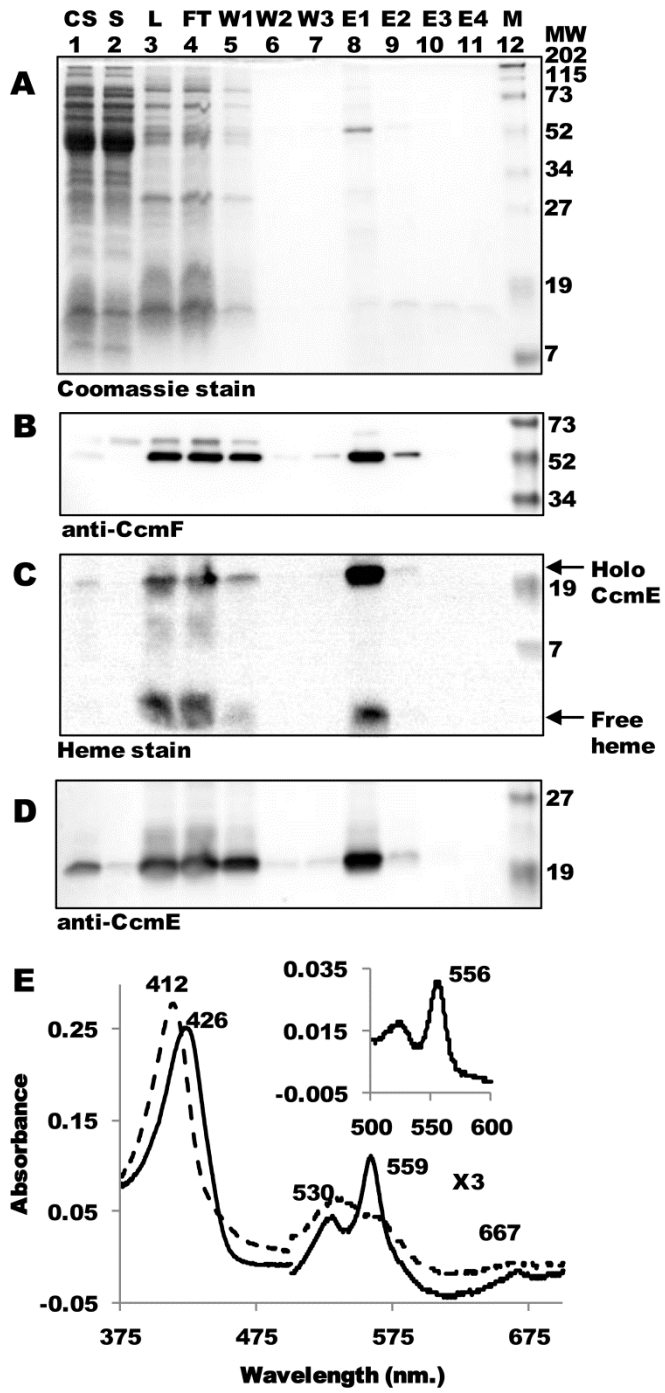 CS S L FT W1 W2 W3 E1 E2 E3 E4 M
1 2 3 4 5 6 7 8 9 10 11 12 MW
A
202
115
73
52
34
27
19
7
Coomassie stain
B
73
52
34
anti-CcmF
C
Holo
CcmE
19
7
Free
heme
Heme stain
D
27
19
anti-CcmE
E
412
426
0.25
0.15
0.05
-0.05
Absorbance
0.035
0.015
-0.005
556
500 550 600
530
559
X3
667
375 475 575 675
Wavelength (nm.)